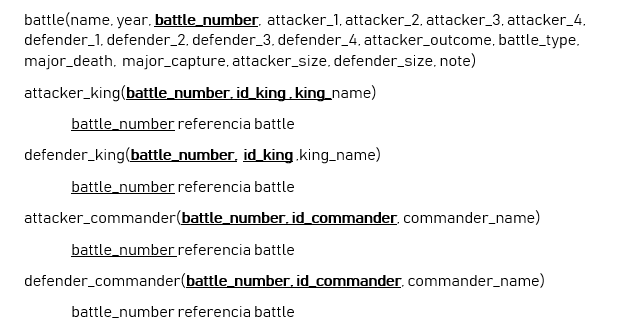 battle(name, year, battle_number, attacker_1, attacker_2, attacker_3, attacker_4,
defender_1, defender_2, defender_3, defender_4, attacker_outcome, battle_type,
major_death, major_capture, attacker_size, defender_size, note)
attacker_king(battle_number, id_king , king_name)
battle_number referencia battle
defender_king(battle_number, id_king ,king_name)
battle_number referencia battle
attacker_commander(battle_number, id_commander, commander_name)
battle_number referencia battle
defender_commander(battle_number, id_commander, commander_name)
battle_number referencia battle